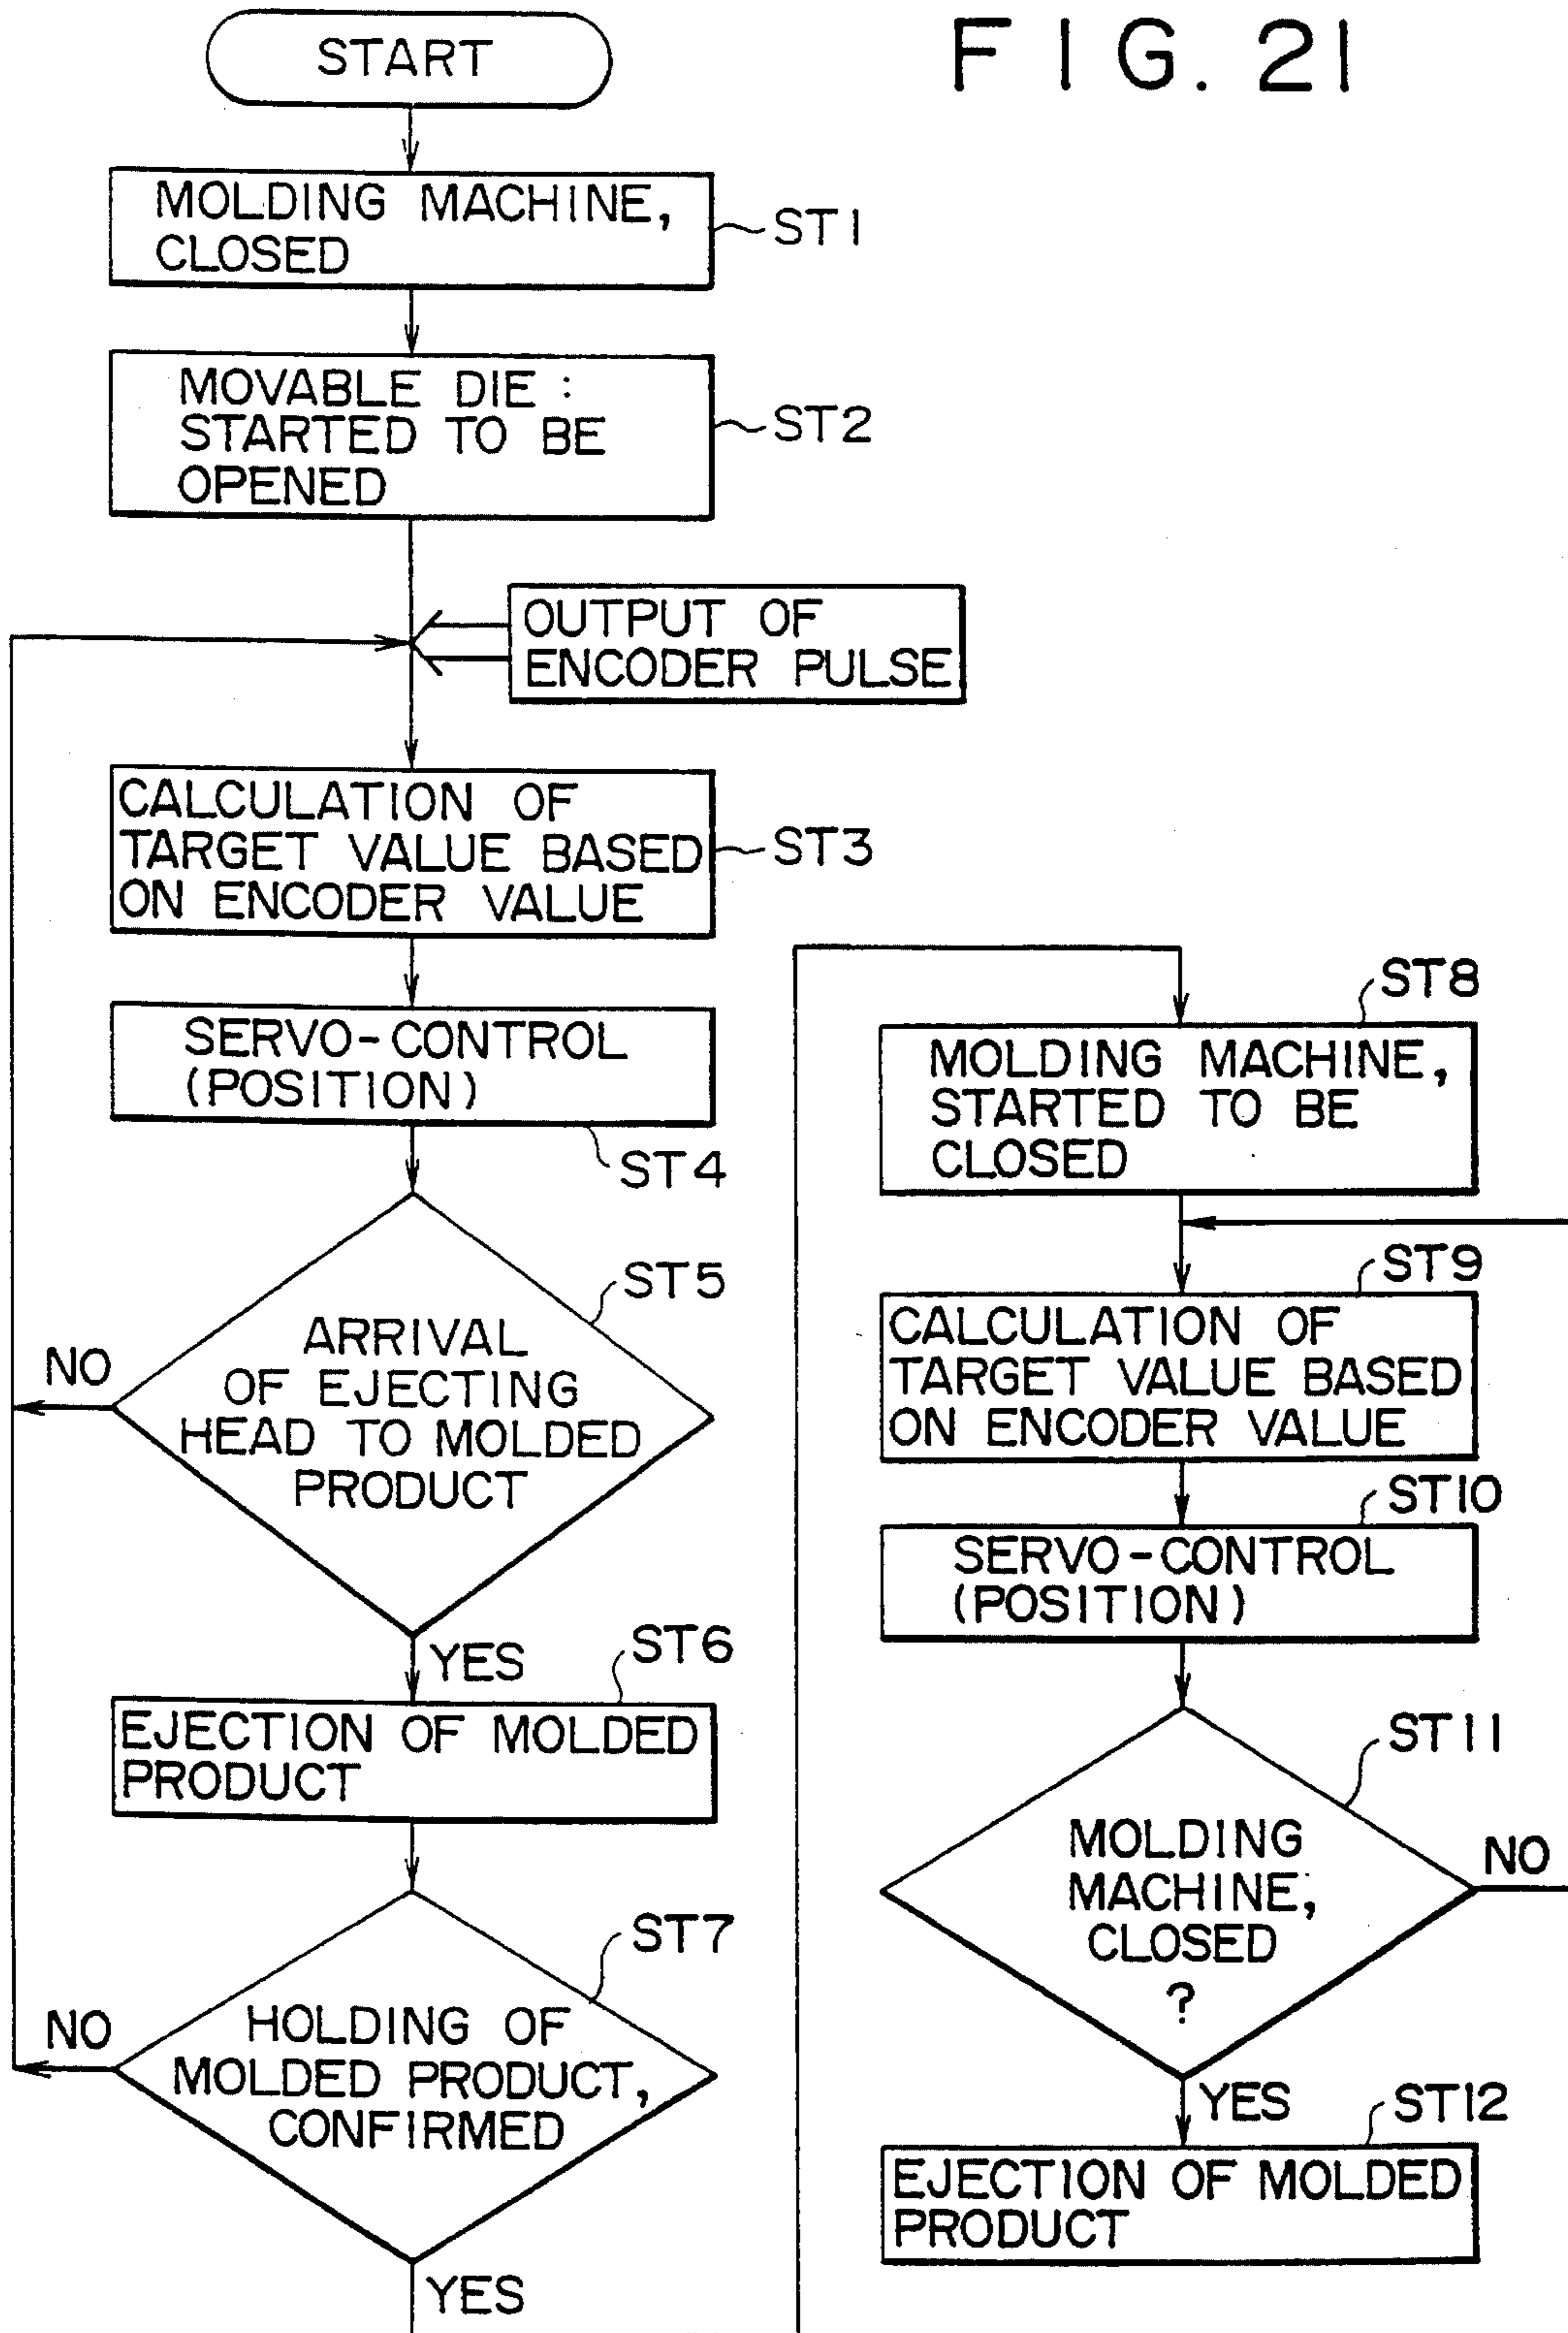 FIG. 21
START
MOLDING MACHINE,
CLOSED
ST1
MOVABLE DIE :
STARTED TO BE
OPENED
ST2
OUTPUT OF
ENCODER PULSE
CALCULATION OF
TARGET VALUE BASED
ON ENCODER VALUE
ST3
SERVO-CONTROL
(POSITION)
ST4
ARRIVAL
OF EJECTING
HEAD TO MOLDED
PRODUCT
ST5
NO
YES
EJECTION OF MOLDED
PRODUCT
ST6
HOLDING OF
MOLDED PRODUCT,
CONFIRMED
ST7
NO
YES
ST8
MOLDING MACHINE,
STARTED TO BE
CLOSED
ST9
CALCULATION OF
TARGET VALUE BASED
ON ENCODER VALUE
ST10
SERVO-CONTROL
(POSITION)
ST11
MOLDING
MACHINE,
CLOSED
?
NO
YES
ST12
EJECTION OF MOLDED
PRODUCT